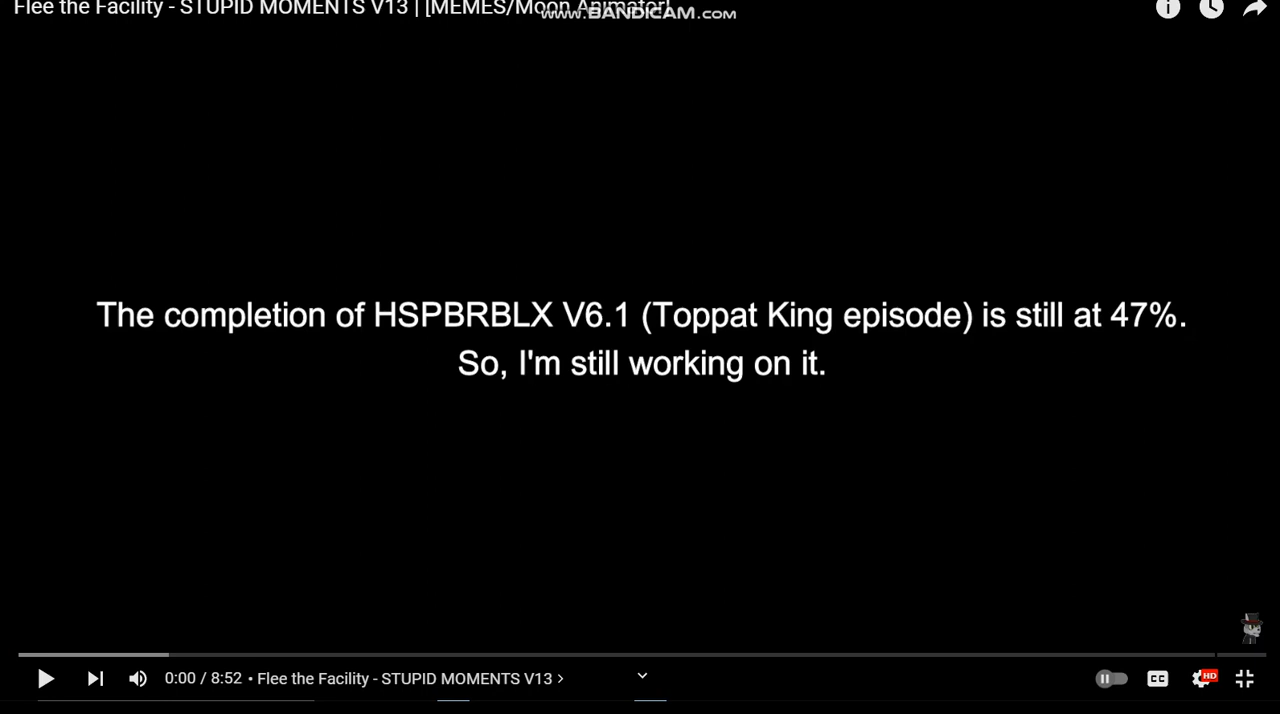 Flee the Facility - STUPID MOMENTS V13 | [MEMES/Moon Animator]
www.BANDICAM.com
The completion of HSPBRBLX V6.1 (Toppat King episode) is still at 47%.
So, I'm still working on it.
0:00 / 8:52 • Flee the Facility - STUPID MOMENTS V13 ›
CC
HD